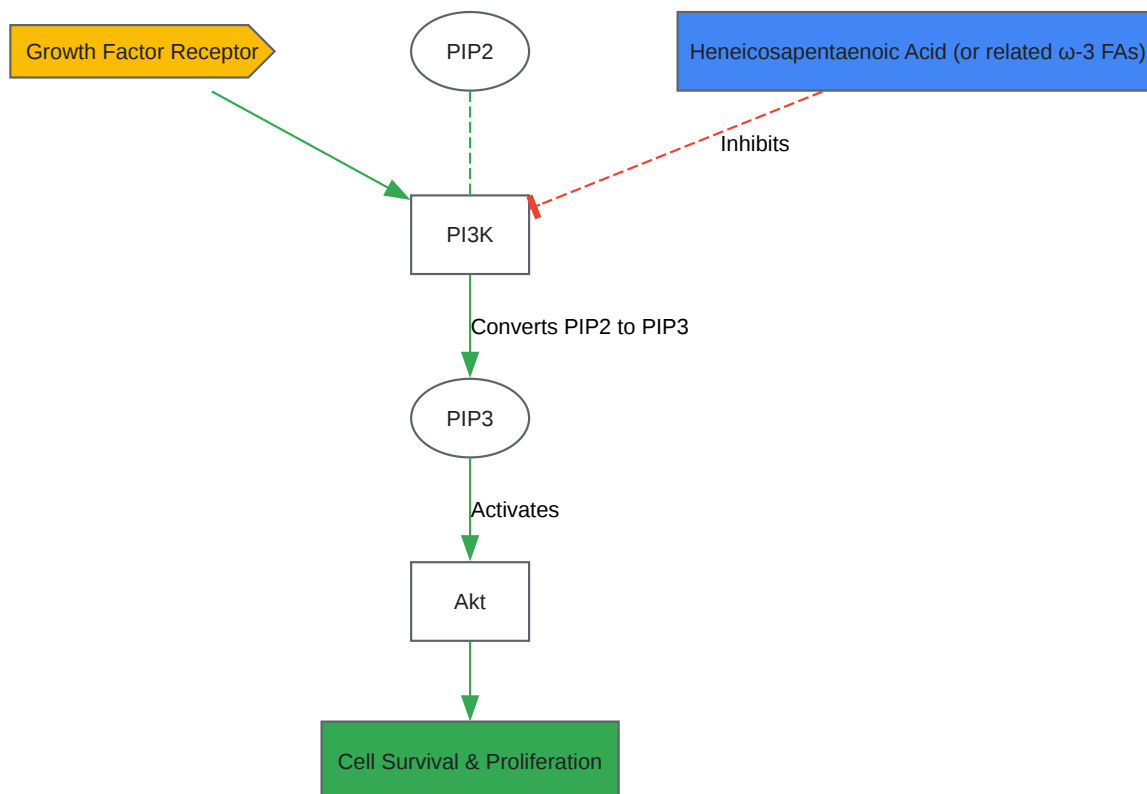 Growth Factor Receptor
PIP2
Heneicosapentaenoic Acid (or related ω-3 FAs)
Inhibits
PI3K
Converts PIP2 to PIP3
PIP3
Activates
Akt
Cell Survival & Proliferation